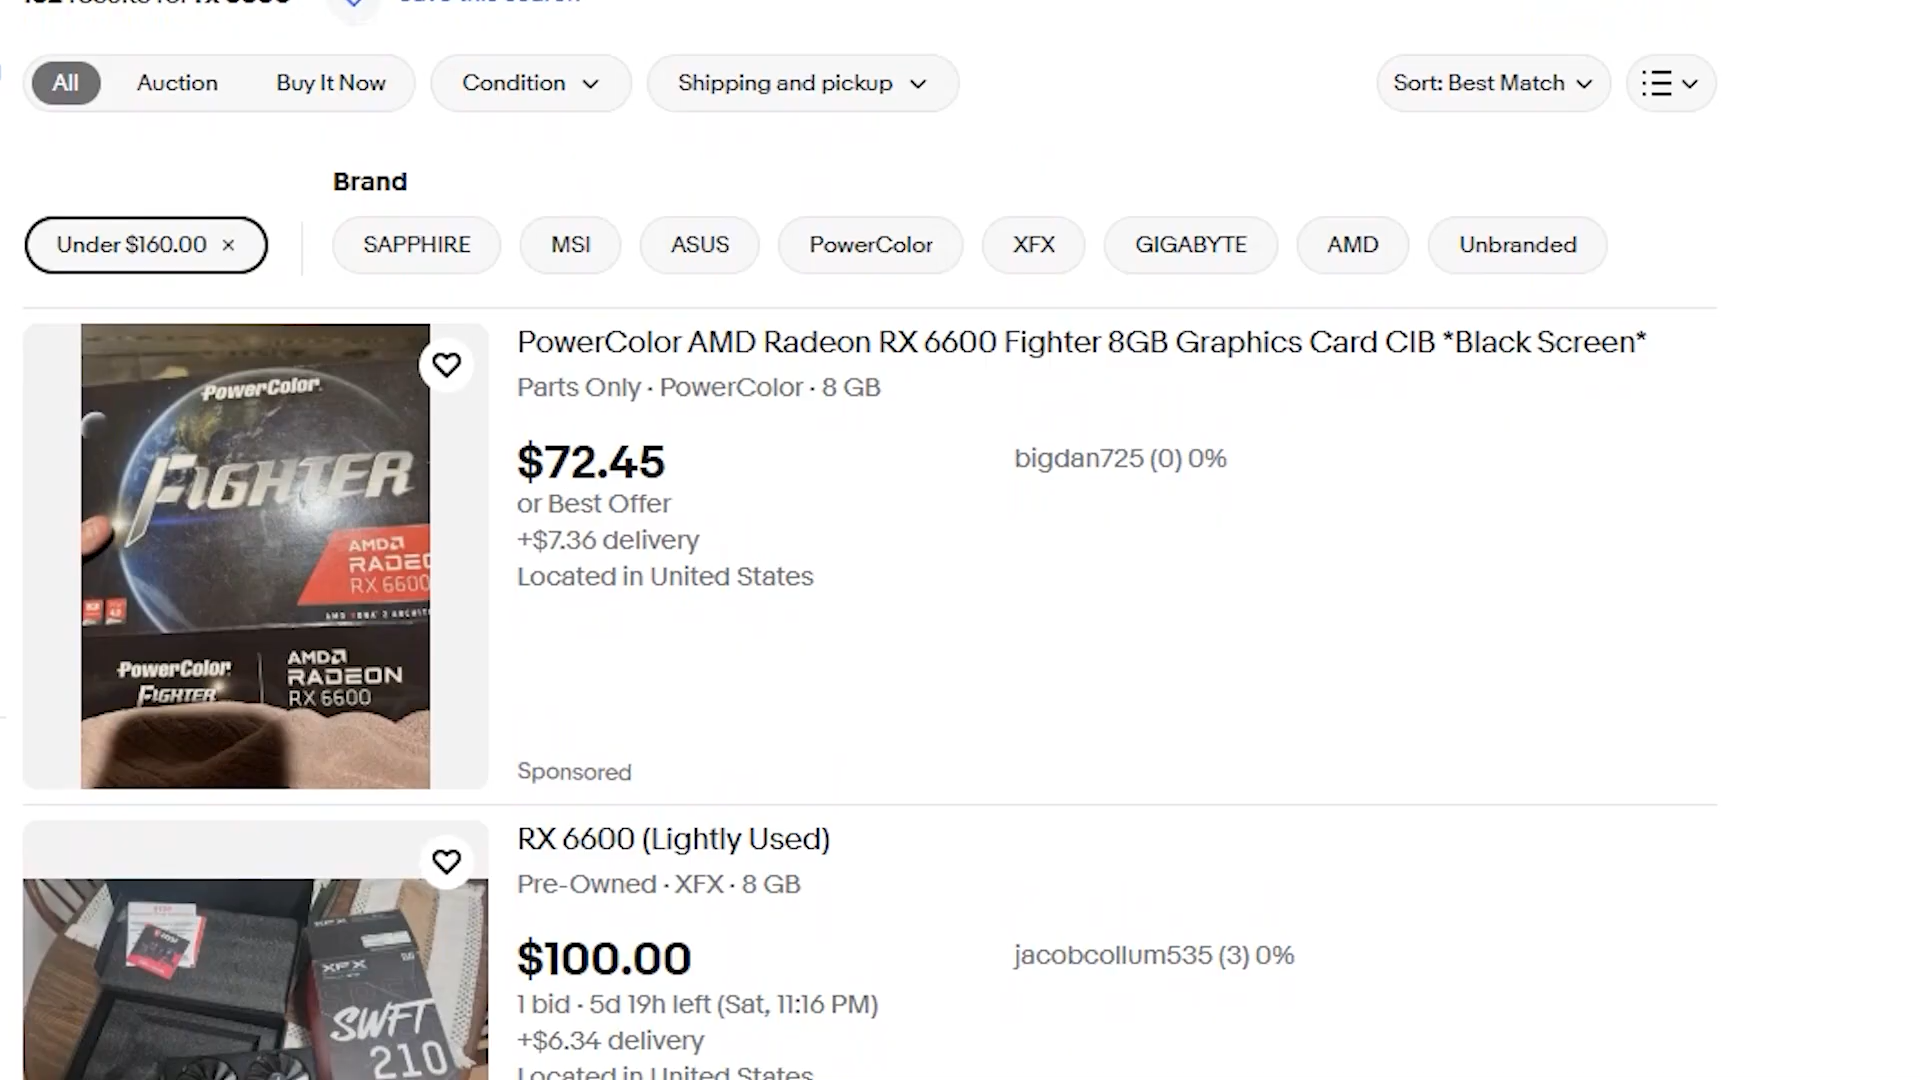 All
Auction
Buy It Now
Condition
Shipping and pickup
Sort: Best Match
Brand
Under $160.00 ×
SAPPHIRE
MSI
ASUS
PowerColor
XFX
GIGABYTE
AMD
Unbranded
PowerColor AMD Radeon RX 6600 Fighter 8GB Graphics Card CIB *Black Screen*
Parts Only · PowerColor · 8 GB
$72.45
or Best Offer
+$7.36 delivery
Located in United States
bigdan725 (0) 0%
Sponsored
PowerColor
FIGHTER
AMD
RADEO
RX 6600
PowerColor
FIGHTER
AMD
RADEON
RX 6600
RX 6600 (Lightly Used)
Pre-Owned · XFX · 8 GB
$100.00
1 bid · 5d 19h left (Sat, 11:16 PM)
+$6.34 delivery
Located in United States
jacobcollum535 (3) 0%
XFX
SWFT
210